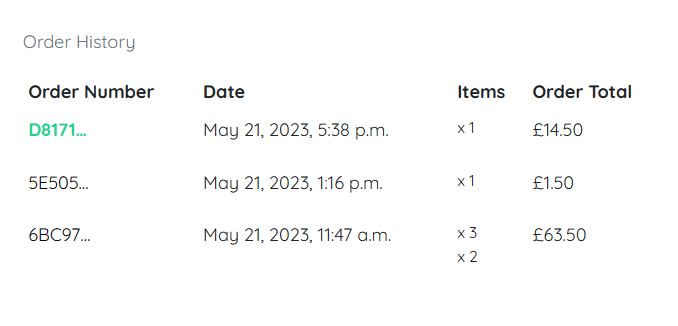 Order History
Order Number Date Items Order Total
D8171... May 21, 2023, 5:38 p.m. x 1 £14.50
5E505... May 21, 2023, 1:16 p.m. x 1 £1.50
6BC97... May 21, 2023, 11:47 a.m. x 3 £63.50
x 2